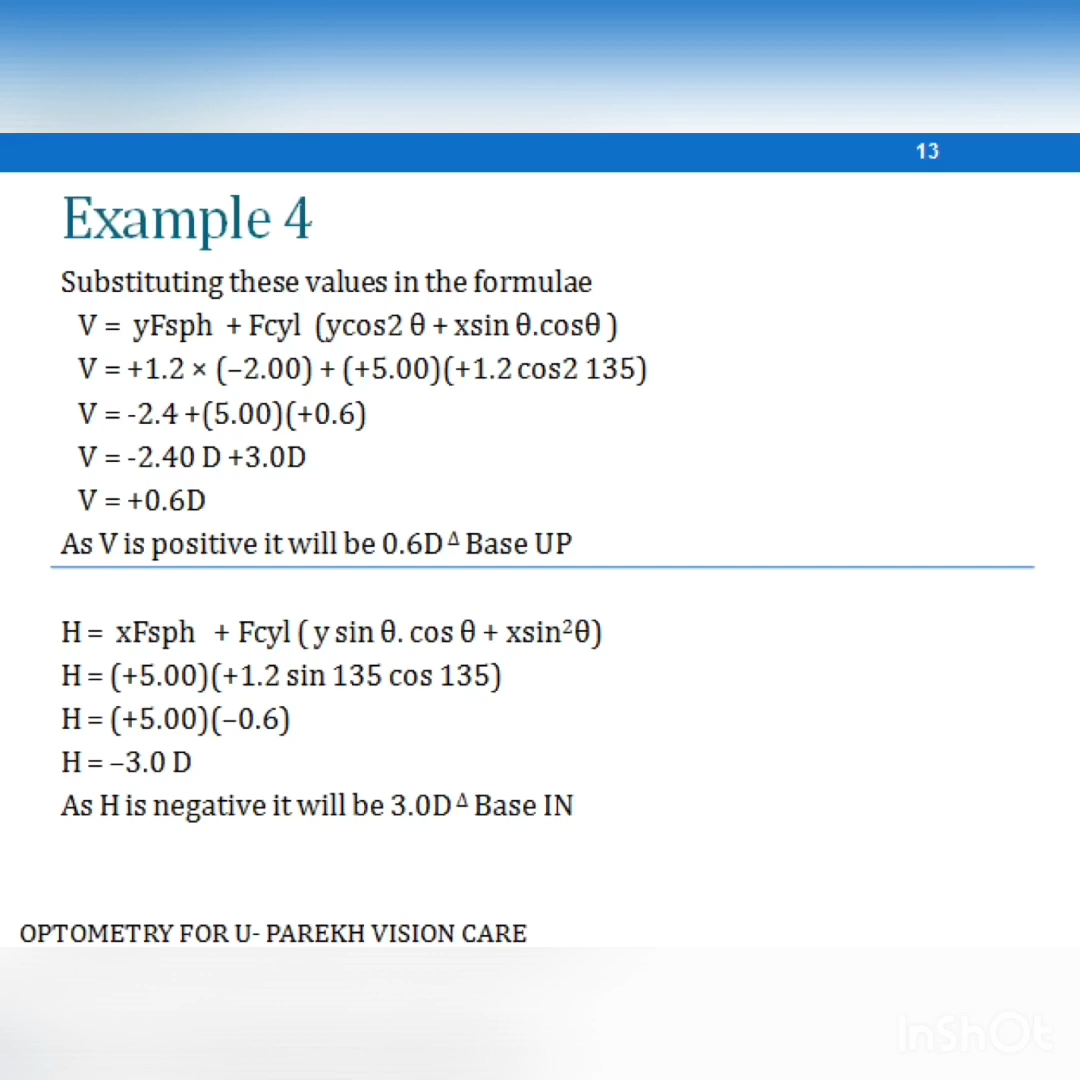 13
Example 4
Substituting these values in the formulae
V = yFsph + Fcyl (ycos2 θ + xsin θ.cosθ )
V = +1.2 × (−2.00) + (+5.00)(+1.2 cos2 135)
V = -2.4 +(5.00)(+0.6)
V = -2.40 D +3.0D
V = +0.6D
As V is positive it will be 0.6D Δ Base UP
H = xFsph + Fcyl ( y sin θ. cos θ + xsin²θ)
H = (+5.00)(+1.2 sin 135 cos 135)
H = (+5.00)(−0.6)
H = −3.0 D
As H is negative it will be 3.0D Δ Base IN
OPTOMETRY FOR U- PAREKH VISION CARE
InShOt